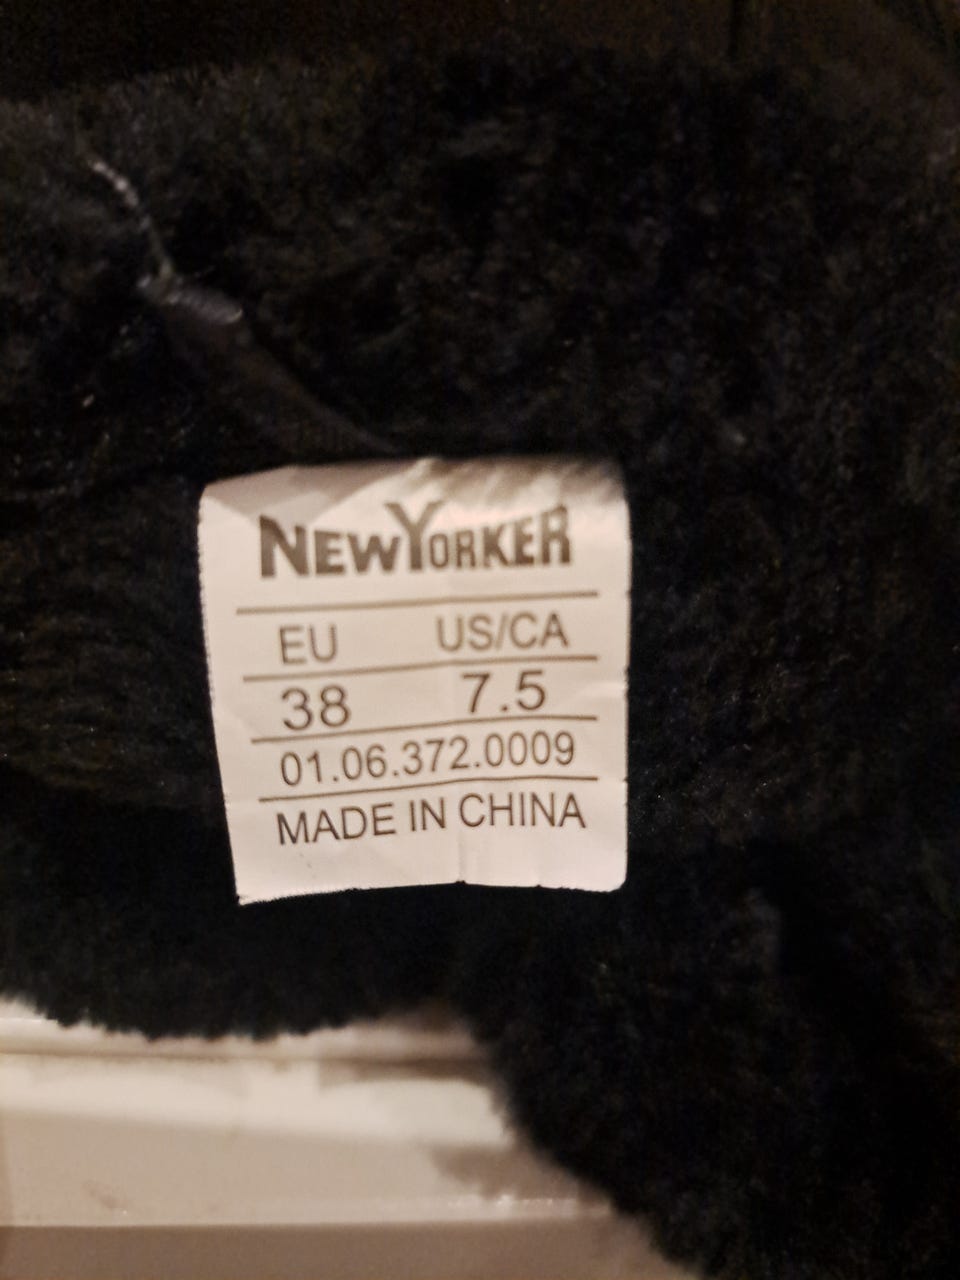 NEWYORKER
EU US/CA
38 7.5
01.06.372.0009
MADE IN CHINA